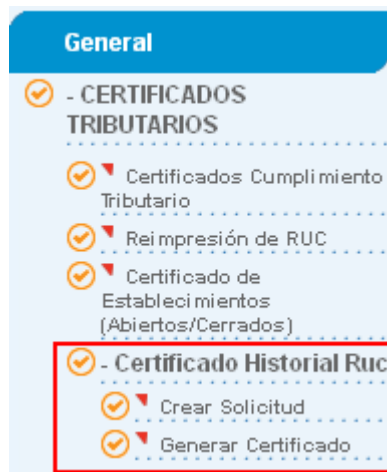 General
- CERTIFICADOS
TRIBUTARIOS
Certificados Cumplimiento
Tributario
Reimpresión de RUC
Certificado de
Establecimientos
(Abiertos/Cerrados)
- Certificado Historial Ruc
Crear Solicitud
Generar Certificado